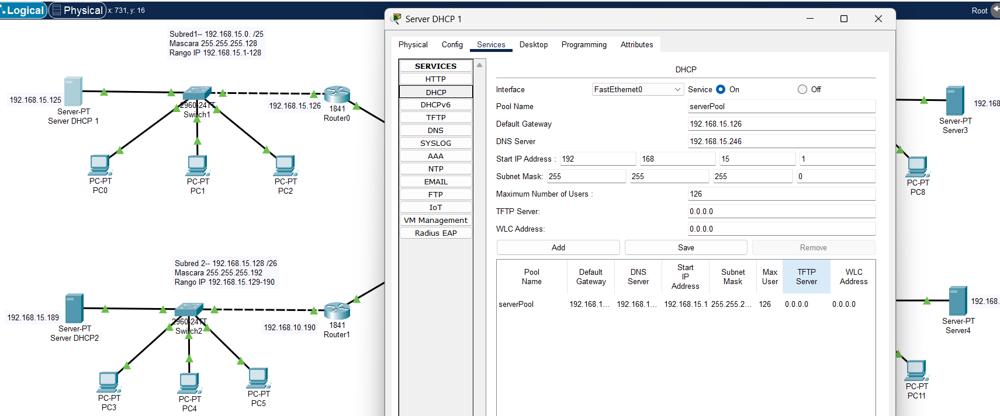 Logical
Physical
x: 731, y: 16
Root
Subred1-- 192.168.15.0. /25
Mascara 255.255.255.128
Rango IP 192.168.15.1-128
192.168.15.125
Server-PT
Server DHCP 1
2960-24TT
Switch1
192.168.15.126
1841
Router0
PC-PT
PC0
PC-PT
PC1
PC-PT
PC2
Subred 2-- 192.168.15.128 /26
Mascara 255.255.255.192
Rango IP 192.168.15.129-190
192.168.15.189
Server-PT
Server DHCP2
2960-24TT
Switch2
192.168.10.190
1841
Router1
PC-PT
PC3
PC-PT
PC4
PC-PT
PC5
Server DHCP 1
Physical
Config
Services
Desktop
Programming
Attributes
SERVICES
HTTP
DHCP
DHCPv6
TFTP
DNS
SYSLOG
AAA
NTP
EMAIL
FTP
IoT
VM Management
Radius EAP
DHCP
Interface FastEthernet0 Service On Off
Pool Name serverPool
Default Gateway 192.168.15.126
DNS Server 192.168.15.246
Start IP Address : 192 168 15 1
Subnet Mask: 255 255 255 0
Maximum Number of Users : 126
TFTP Server: 0.0.0.0
WLC Address: 0.0.0.0
Add Save Remove
Pool
Name
Default
Gateway
DNS
Server
Start
IP
Address
Subnet
Mask
Max
User
TFTP
Server
WLC
Address
serverPool 192.168.1... 192.168.1... 192.168.15.1 255.255.2... 126 0.0.0.0 0.0.0.0
192.168
Server-PT
Server3
PC-PT
PC8
192.168.
Server-PT
Server4
PC-PT
PC11